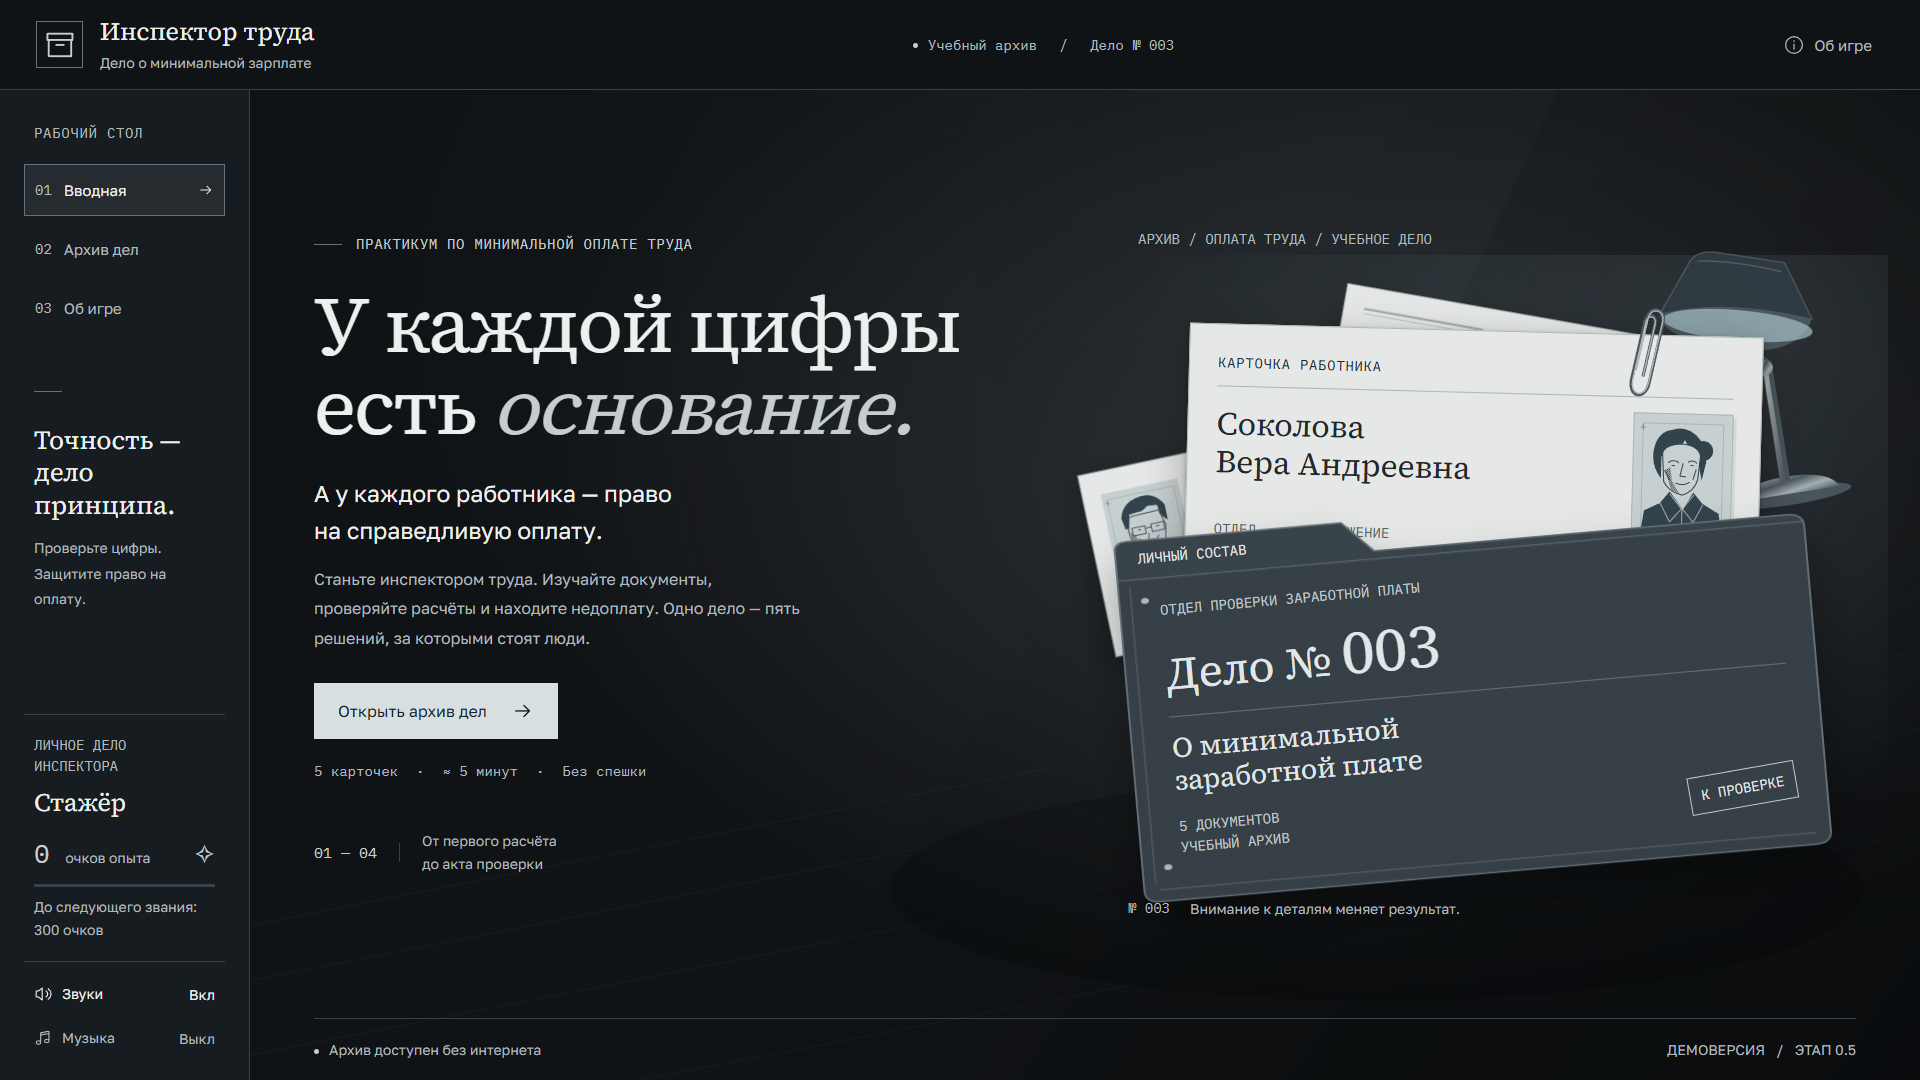 Инспектор труда
Дело о минимальной зарплате
• Учебный архив / Дело № 003
Об игре
РАБОЧИЙ СТОЛ
01 Вводная →
02 Архив дел
03 Об игре
Точность —
дело
принципа.
Проверьте цифры.
Защитите право на
оплату.
ЛИЧНОЕ ДЕЛО
ИНСПЕКТОРА
Стажёр
0 очков опыта
До следующего звания:
300 очков
Звуки Вкл
Музыка Выкл
ПРАКТИКУМ ПО МИНИМАЛЬНОЙ ОПЛАТЕ ТРУДА
У каждой цифры
есть основание.
А у каждого работника — право
на справедливую оплату.
Станьте инспектором труда. Изучайте документы,
проверяйте расчёты и находите недоплату. Одно дело — пять
решений, за которыми стоят люди.
Открыть архив дел →
5 карточек · ≈ 5 минут · Без спешки
01 — 04
От первого расчёта
до акта проверки
АРХИВ / ОПЛАТА ТРУДА / УЧЕБНОЕ ДЕЛО
КАРТОЧКА РАБОТНИКА
Соколова
Вера Андреевна
ОТДЕЛ
ЛИЧНЫЙ СОСТАВ
ОТДЕЛ ПРОВЕРКИ ЗАРАБОТНОЙ ПЛАТЫ
Дело № 003
О минимальной
заработной плате
5 ДОКУМЕНТОВ
УЧЕБНЫЙ АРХИВ
К ПРОВЕРКЕ
№ 003 Внимание к деталям меняет результат.
• Архив доступен без интернета
ДЕМОВЕРСИЯ / ЭТАП 0.5